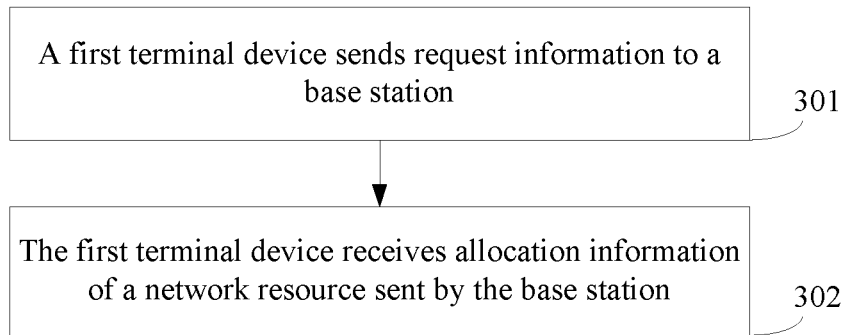 A first terminal device sends request information to a
base station
301
The first terminal device receives allocation information
of a network resource sent by the base station
302